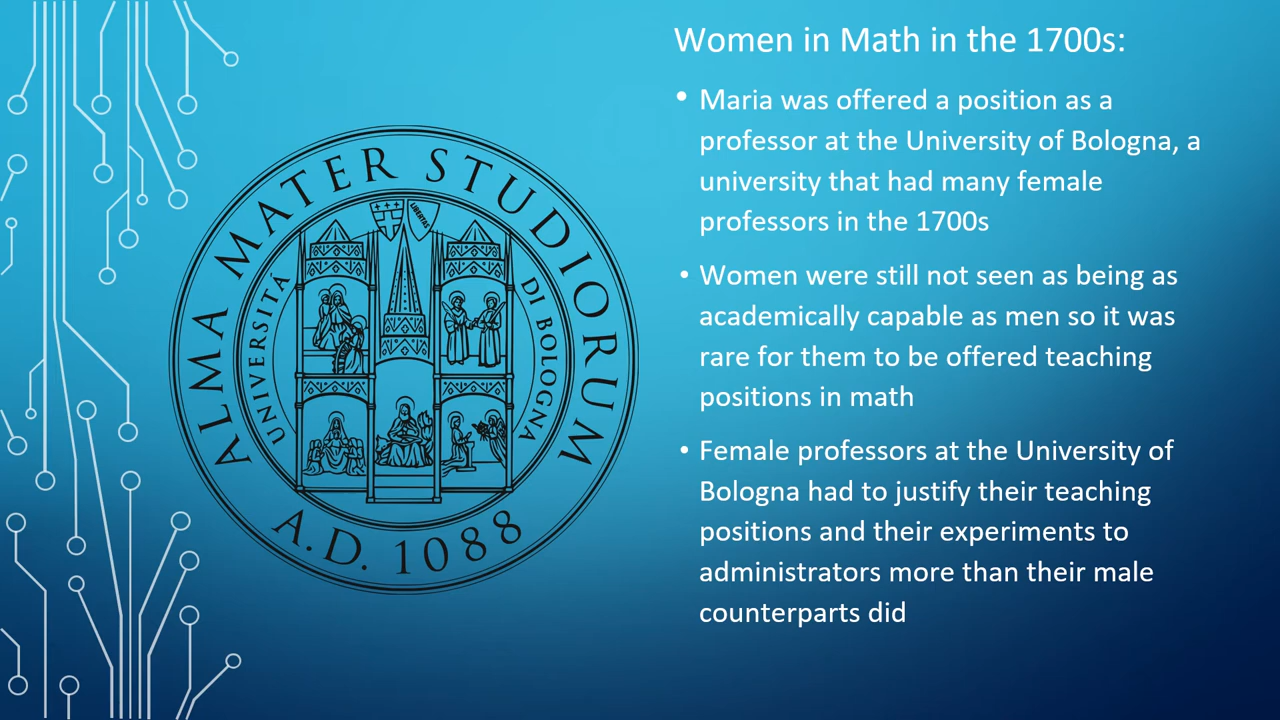 Women in Math in the 1700s:
• Maria was offered a position as a
professor at the University of Bologna, a
university that had many female
professors in the 1700s
• Women were still not seen as being as
academically capable as men so it was
rare for them to be offered teaching
positions in math
• Female professors at the University of
Bologna had to justify their teaching
positions and their experiments to
administrators more than their male
counterparts did
ALMA MATER STUDIORUM
UNIVERSITÁ DI BOLOGNA
LIBERTAS
A.D. 1088